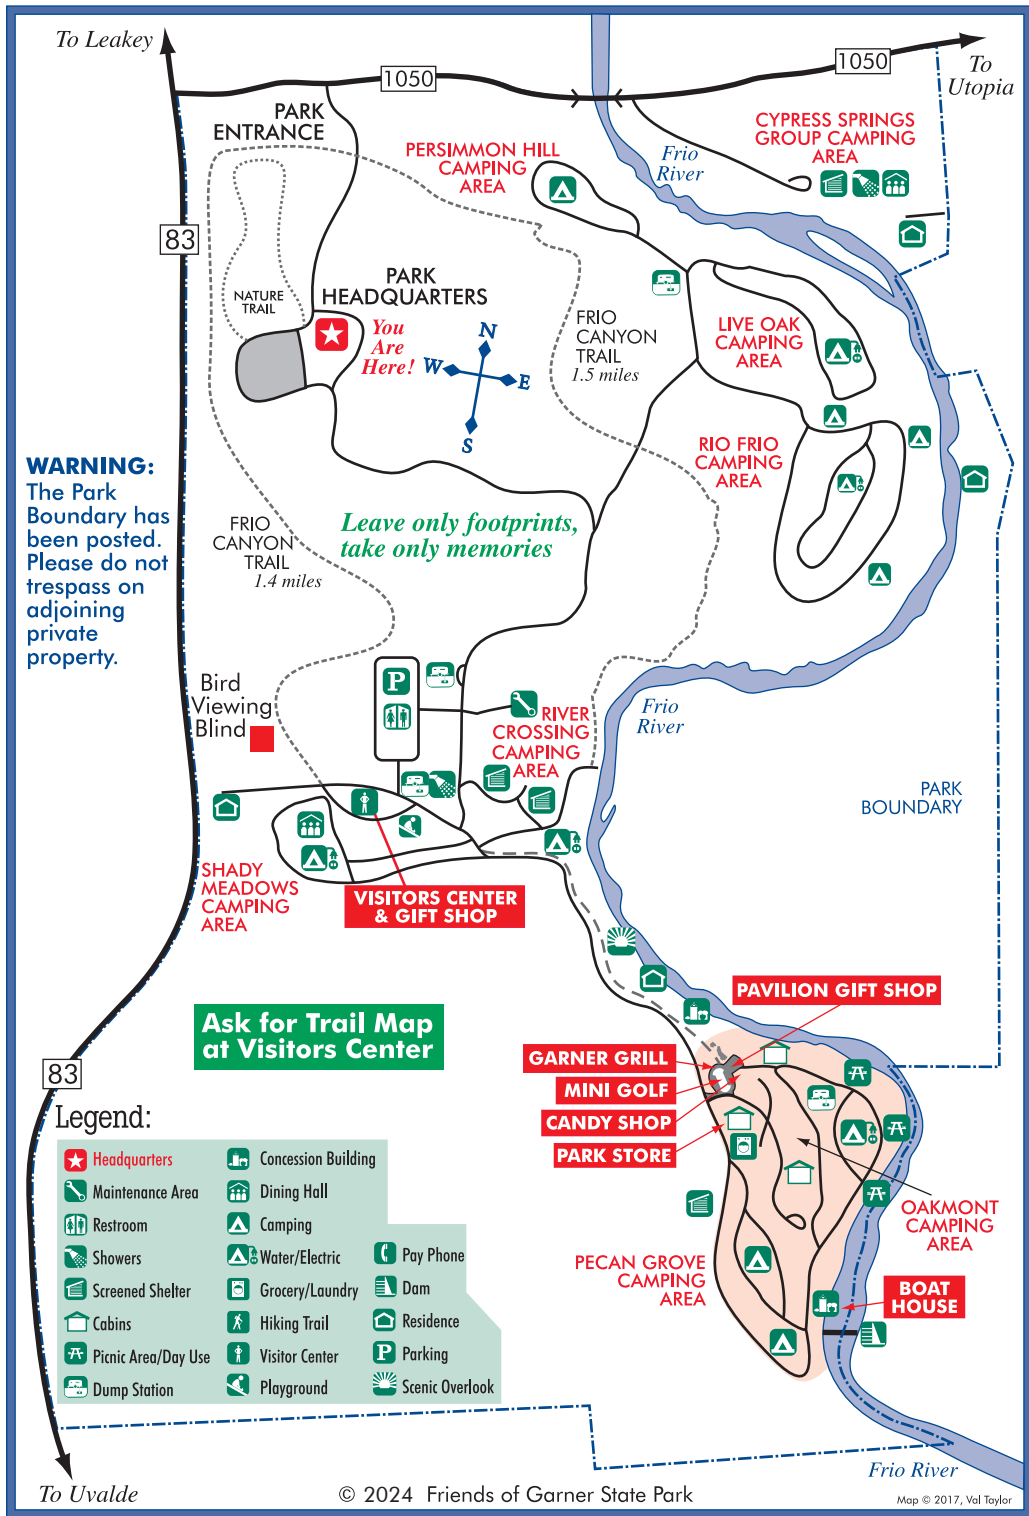 To Leakey
1050
1050
To
Utopia
PARK
ENTRANCE
PERSIMMON HILL
CAMPING
AREA
Frio
River
CYPRESS SPRINGS
GROUP CAMPING
AREA
83
NATURE
TRAIL
PARK
HEADQUARTERS
You
Are
Here!
N
W
E
S
FRIO
CANYON
TRAIL
1.5 miles
LIVE OAK
CAMPING
AREA
RIO FRIO
CAMPING
AREA
WARNING:
The Park
Boundary has
been posted.
Please do not
trespass on
adjoining
private
property.
FRIO
CANYON
TRAIL
1.4 miles
Leave only footprints,
take only memories
Bird
Viewing
Blind
P
RIVER
CROSSING
CAMPING
AREA
Frio
River
PARK
BOUNDARY
SHADY
MEADOWS
CAMPING
AREA
VISITORS CENTER
& GIFT SHOP
PAVILION GIFT SHOP
Ask for Trail Map
at Visitors Center
GARNER GRILL
MINI GOLF
CANDY SHOP
PARK STORE
83
OAKMONT
CAMPING
AREA
PECAN GROVE
CAMPING
AREA
BOAT
HOUSE
Legend:
Headquarters
Maintenance Area
Restroom
Showers
Screened Shelter
Cabins
Picnic Area/Day Use
Dump Station
Concession Building
Dining Hall
Camping
Water/Electric
Grocery/Laundry
Hiking Trail
Visitor Center
Playground
Pay Phone
Dam
Residence
P Parking
Scenic Overlook
Frio River
To Uvalde
© 2024 Friends of Garner State Park
Map © 2017, Val Taylor